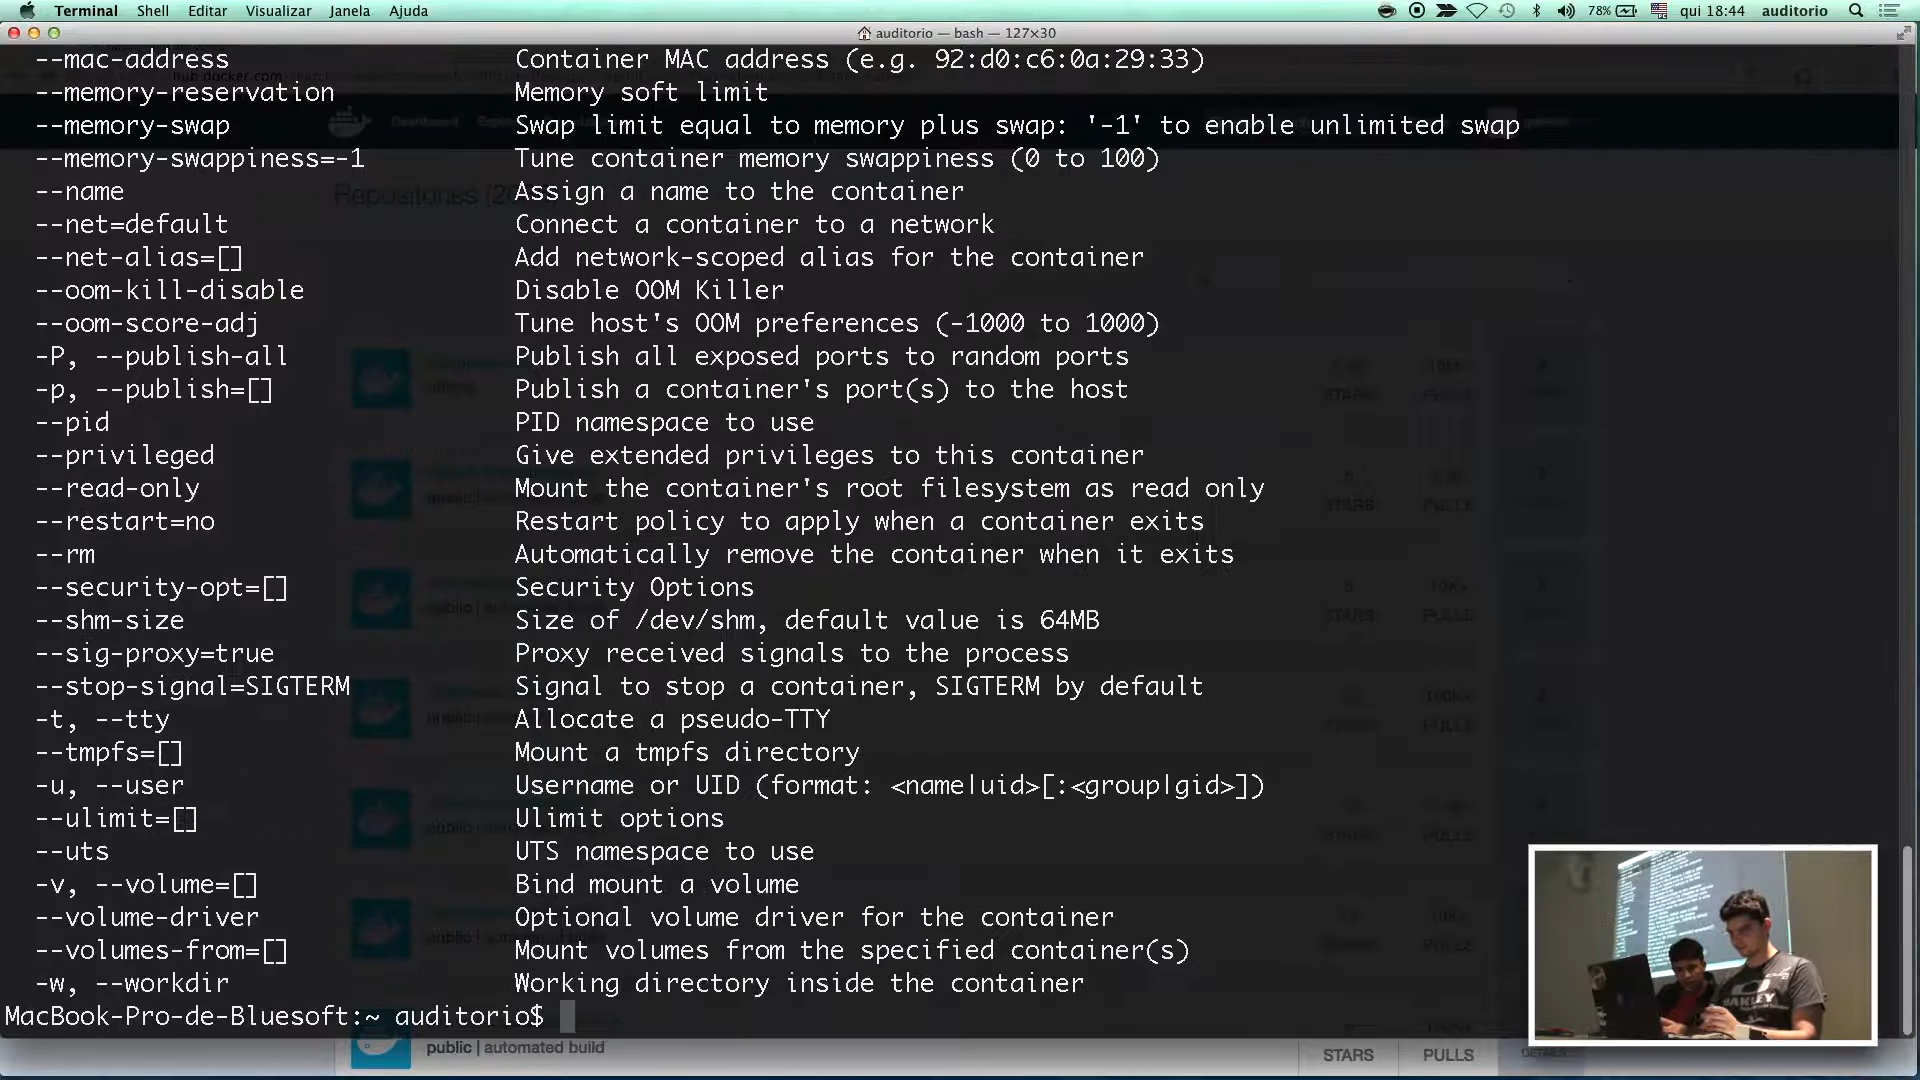 Terminal Shell Editar Visualizar Janela Ajuda 78% qui 18:44 auditorio
auditorio — bash — 127×30
--mac-address Container MAC address (e.g. 92:d0:c6:0a:29:33)
--memory-reservation Memory soft limit
--memory-swap Swap limit equal to memory plus swap: '-1' to enable unlimited swap
--memory-swappiness=-1 Tune container memory swappiness (0 to 100)
--name Assign a name to the container
--net=default Connect a container to a network
--net-alias=[] Add network-scoped alias for the container
--oom-kill-disable Disable OOM Killer
--oom-score-adj Tune host's OOM preferences (-1000 to 1000)
-P, --publish-all Publish all exposed ports to random ports
-p, --publish=[] Publish a container's port(s) to the host
--pid PID namespace to use
--privileged Give extended privileges to this container
--read-only Mount the container's root filesystem as read only
--restart=no Restart policy to apply when a container exits
--rm Automatically remove the container when it exits
--security-opt=[] Security Options
--shm-size Size of /dev/shm, default value is 64MB
--sig-proxy=true Proxy received signals to the process
--stop-signal=SIGTERM Signal to stop a container, SIGTERM by default
-t, --tty Allocate a pseudo-TTY
--tmpfs=[] Mount a tmpfs directory
-u, --user Username or UID (format: <name|uid>[:<group|gid>])
--ulimit=[] Ulimit options
--uts UTS namespace to use
-v, --volume=[] Bind mount a volume
--volume-driver Optional volume driver for the container
--volumes-from=[] Mount volumes from the specified container(s)
-w, --workdir Working directory inside the container
MacBook-Pro-de-Bluesoft:~ auditorio$
public | automated build STARS PULLS DETAILS
OAKLEY